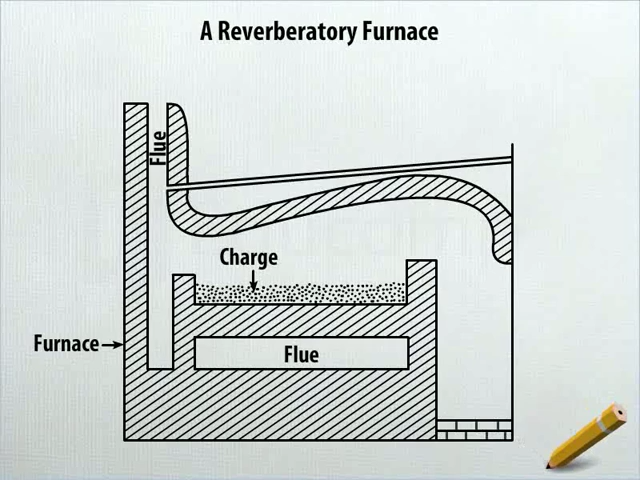 A Reverberatory Furnace
Flue
Charge
Furnace
Flue